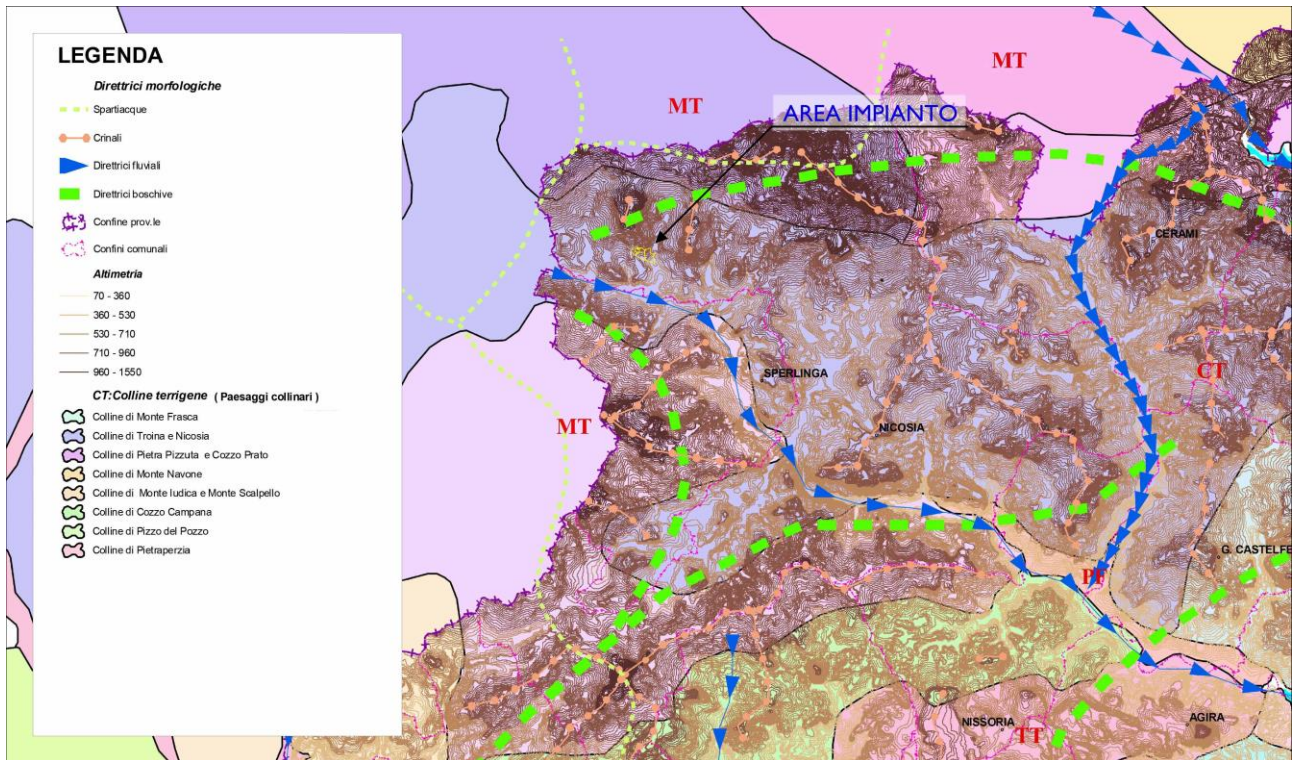 LEGENDA
Direttrici morfologiche
Spartiacque
Crinali
Direttrici fluviali
Direttrici boschive
Confine prov.le
Confini comunali
Altimetria
70 - 360
360 - 530
530 - 710
710 - 960
960 - 1550
CT:Colline terrigene ( Paesaggi collinari )
Colline di Monte Frasca
Colline di Troina e Nicosia
Colline di Pietra Pizzuta e Cozzo Prato
Colline di Monte Navone
Colline di Monte Iudica e Monte Scalpello
Colline di Cozzo Campana
Colline di Pizzo del Pozzo
Colline di Pietraperzia
MT
MT
AREA IMPIANTO
CERAMI
CT
SPERLINGA
MT
NICOSIA
G. CASTELFE
PF
NISSORIA
AGIRA
TT